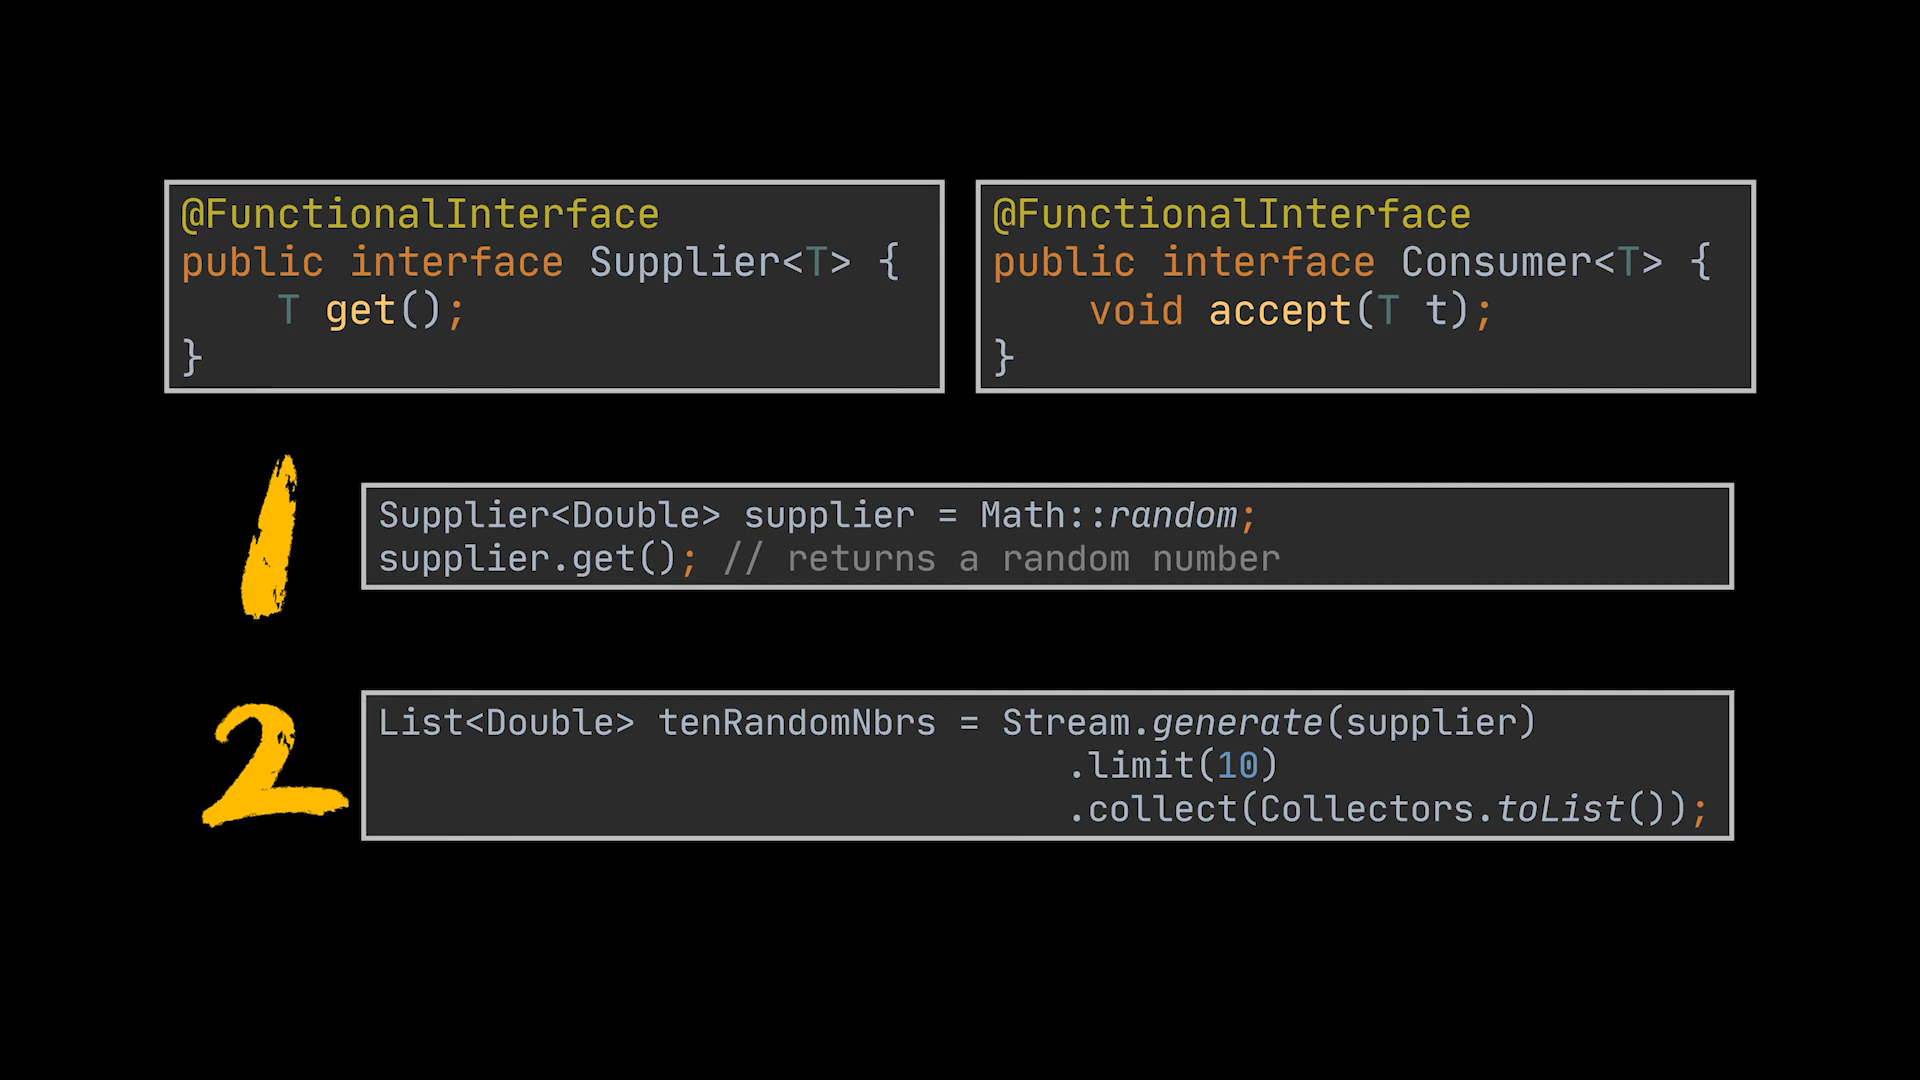 @FunctionalInterface
public interface Supplier<T> {
    T get();
}
@FunctionalInterface
public interface Consumer<T> {
    void accept(T t);
}
1
Supplier<Double> supplier = Math::random;
supplier.get(); // returns a random number
2
List<Double> tenRandomNbrs = Stream.generate(supplier)
.limit(10)
.collect(Collectors.toList());